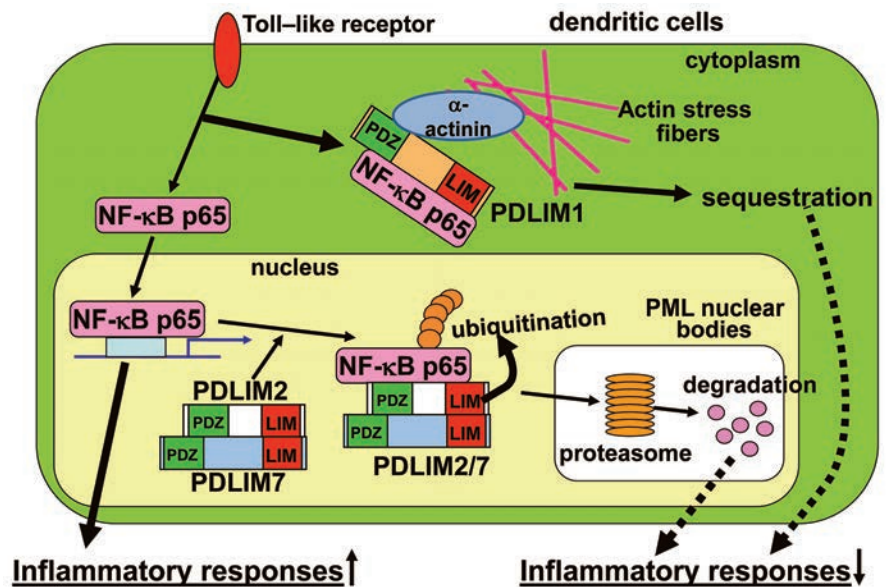 Toll–like receptor
dendritic cells
cytoplasm
α-
actinin
Actin stress
fibers
PDZ
LIM
NF-κB p65
PDLIM1
sequestration
NF-κB p65
nucleus
NF-κB p65
ubiquitination
PML nuclear
bodies
NF-κB p65
degradation
PDLIM2
PDZ
LIM
PDZ
LIM
PDLIM7
PDZ
LIM
PDZ
LIM
PDLIM2/7
proteasome
Inflammatory responses↑
Inflammatory responses↓